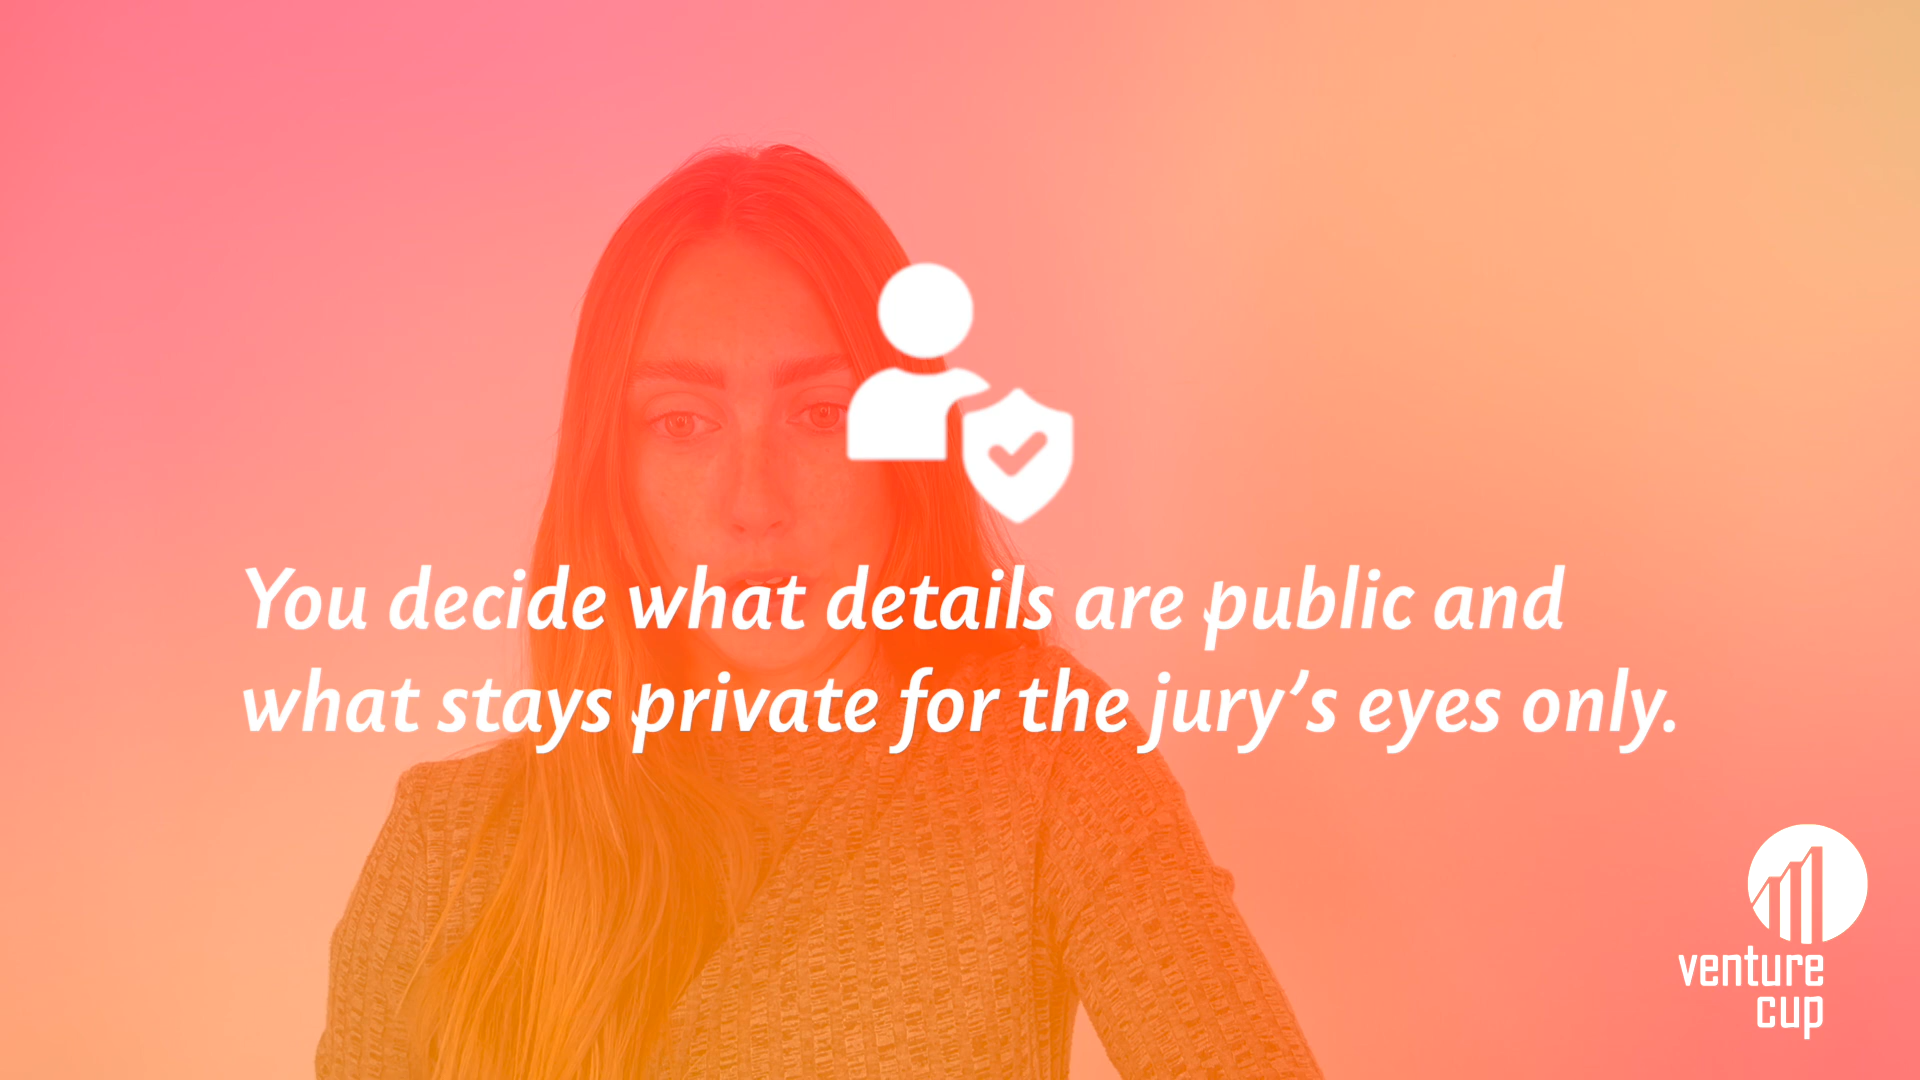 You decide what details are public and
what stays private for the jury’s eyes only.
venture
cup